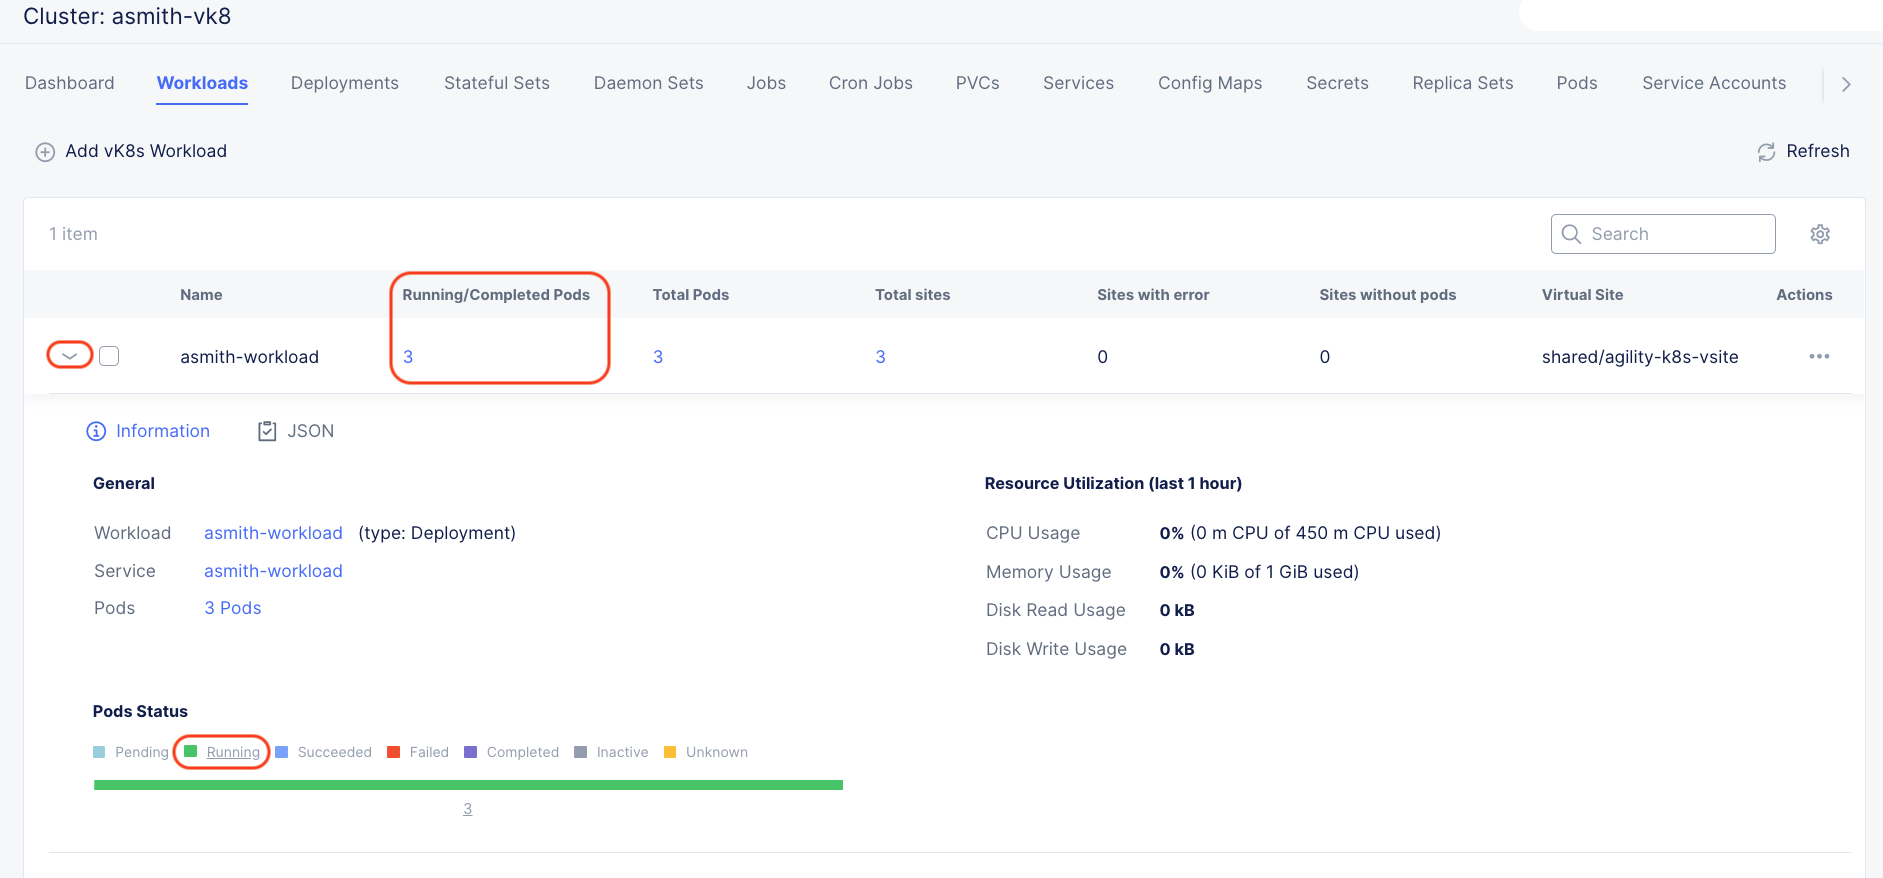 Cluster: asmith-vk8
Dashboard Workloads Deployments Stateful Sets Daemon Sets Jobs Cron Jobs PVCs Services Config Maps Secrets Replica Sets Pods Service Accounts
Add vK8s Workload Refresh
1 item Search
Name Running/Completed Pods Total Pods Total sites Sites with error Sites without pods Virtual Site Actions
asmith-workload 3 3 3 0 0 shared/agility-k8s-vsite
Information JSON
General
Workload asmith-workload (type: Deployment)
Service asmith-workload
Pods 3 Pods
Resource Utilization (last 1 hour)
CPU Usage 0% (0 m CPU of 450 m CPU used)
Memory Usage 0% (0 KiB of 1 GiB used)
Disk Read Usage 0 kB
Disk Write Usage 0 kB
Pods Status
Pending Running Succeeded Failed Completed Inactive Unknown
3